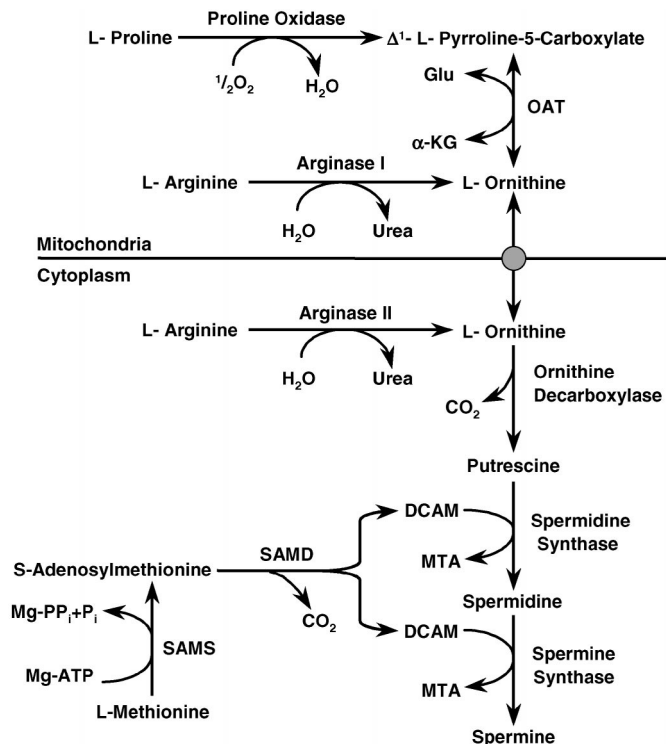 Proline Oxidase
L- Proline
Δ¹- L- Pyrroline-5-Carboxylate
¹/₂O₂
H₂O
Glu
OAT
α-KG
Arginase I
L- Arginine
L- Ornithine
H₂O
Urea
Mitochondria
Cytoplasm
Arginase II
L- Arginine
L- Ornithine
H₂O
Urea
Ornithine
Decarboxylase
CO₂
Putrescine
DCAM
Spermidine
Synthase
MTA
SAMD
S-Adenosylmethionine
CO₂
Spermidine
Mg-PPᵢ+Pᵢ
SAMS
Mg-ATP
L-Methionine
DCAM
Spermine
Synthase
MTA
Spermine